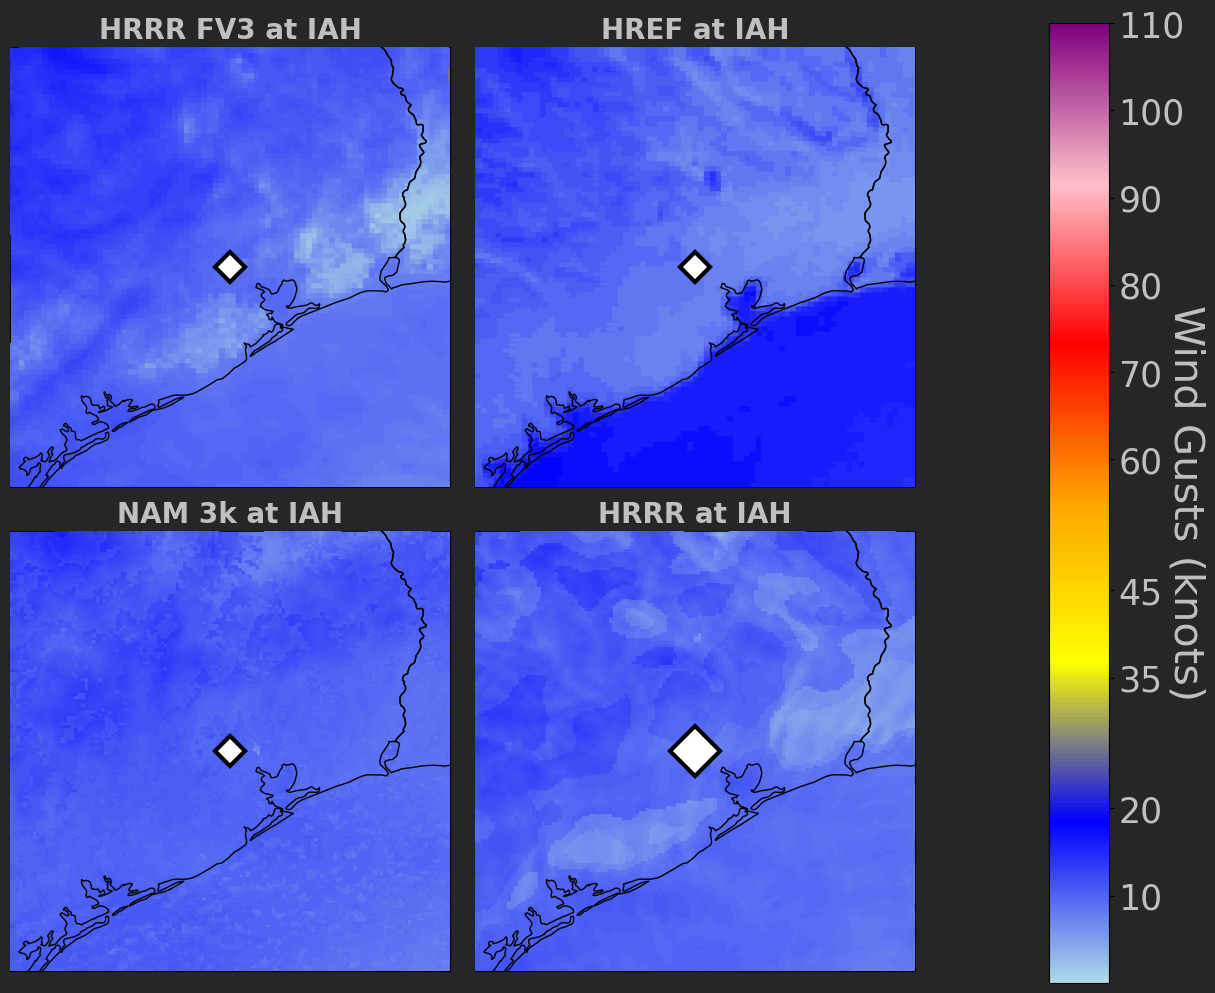 HRRR FV3 at IAH
HREF at IAH
NAM 3k at IAH
HRRR at IAH
110
100
90
80
70
60
45
35
20
10
Wind Gusts (knots)